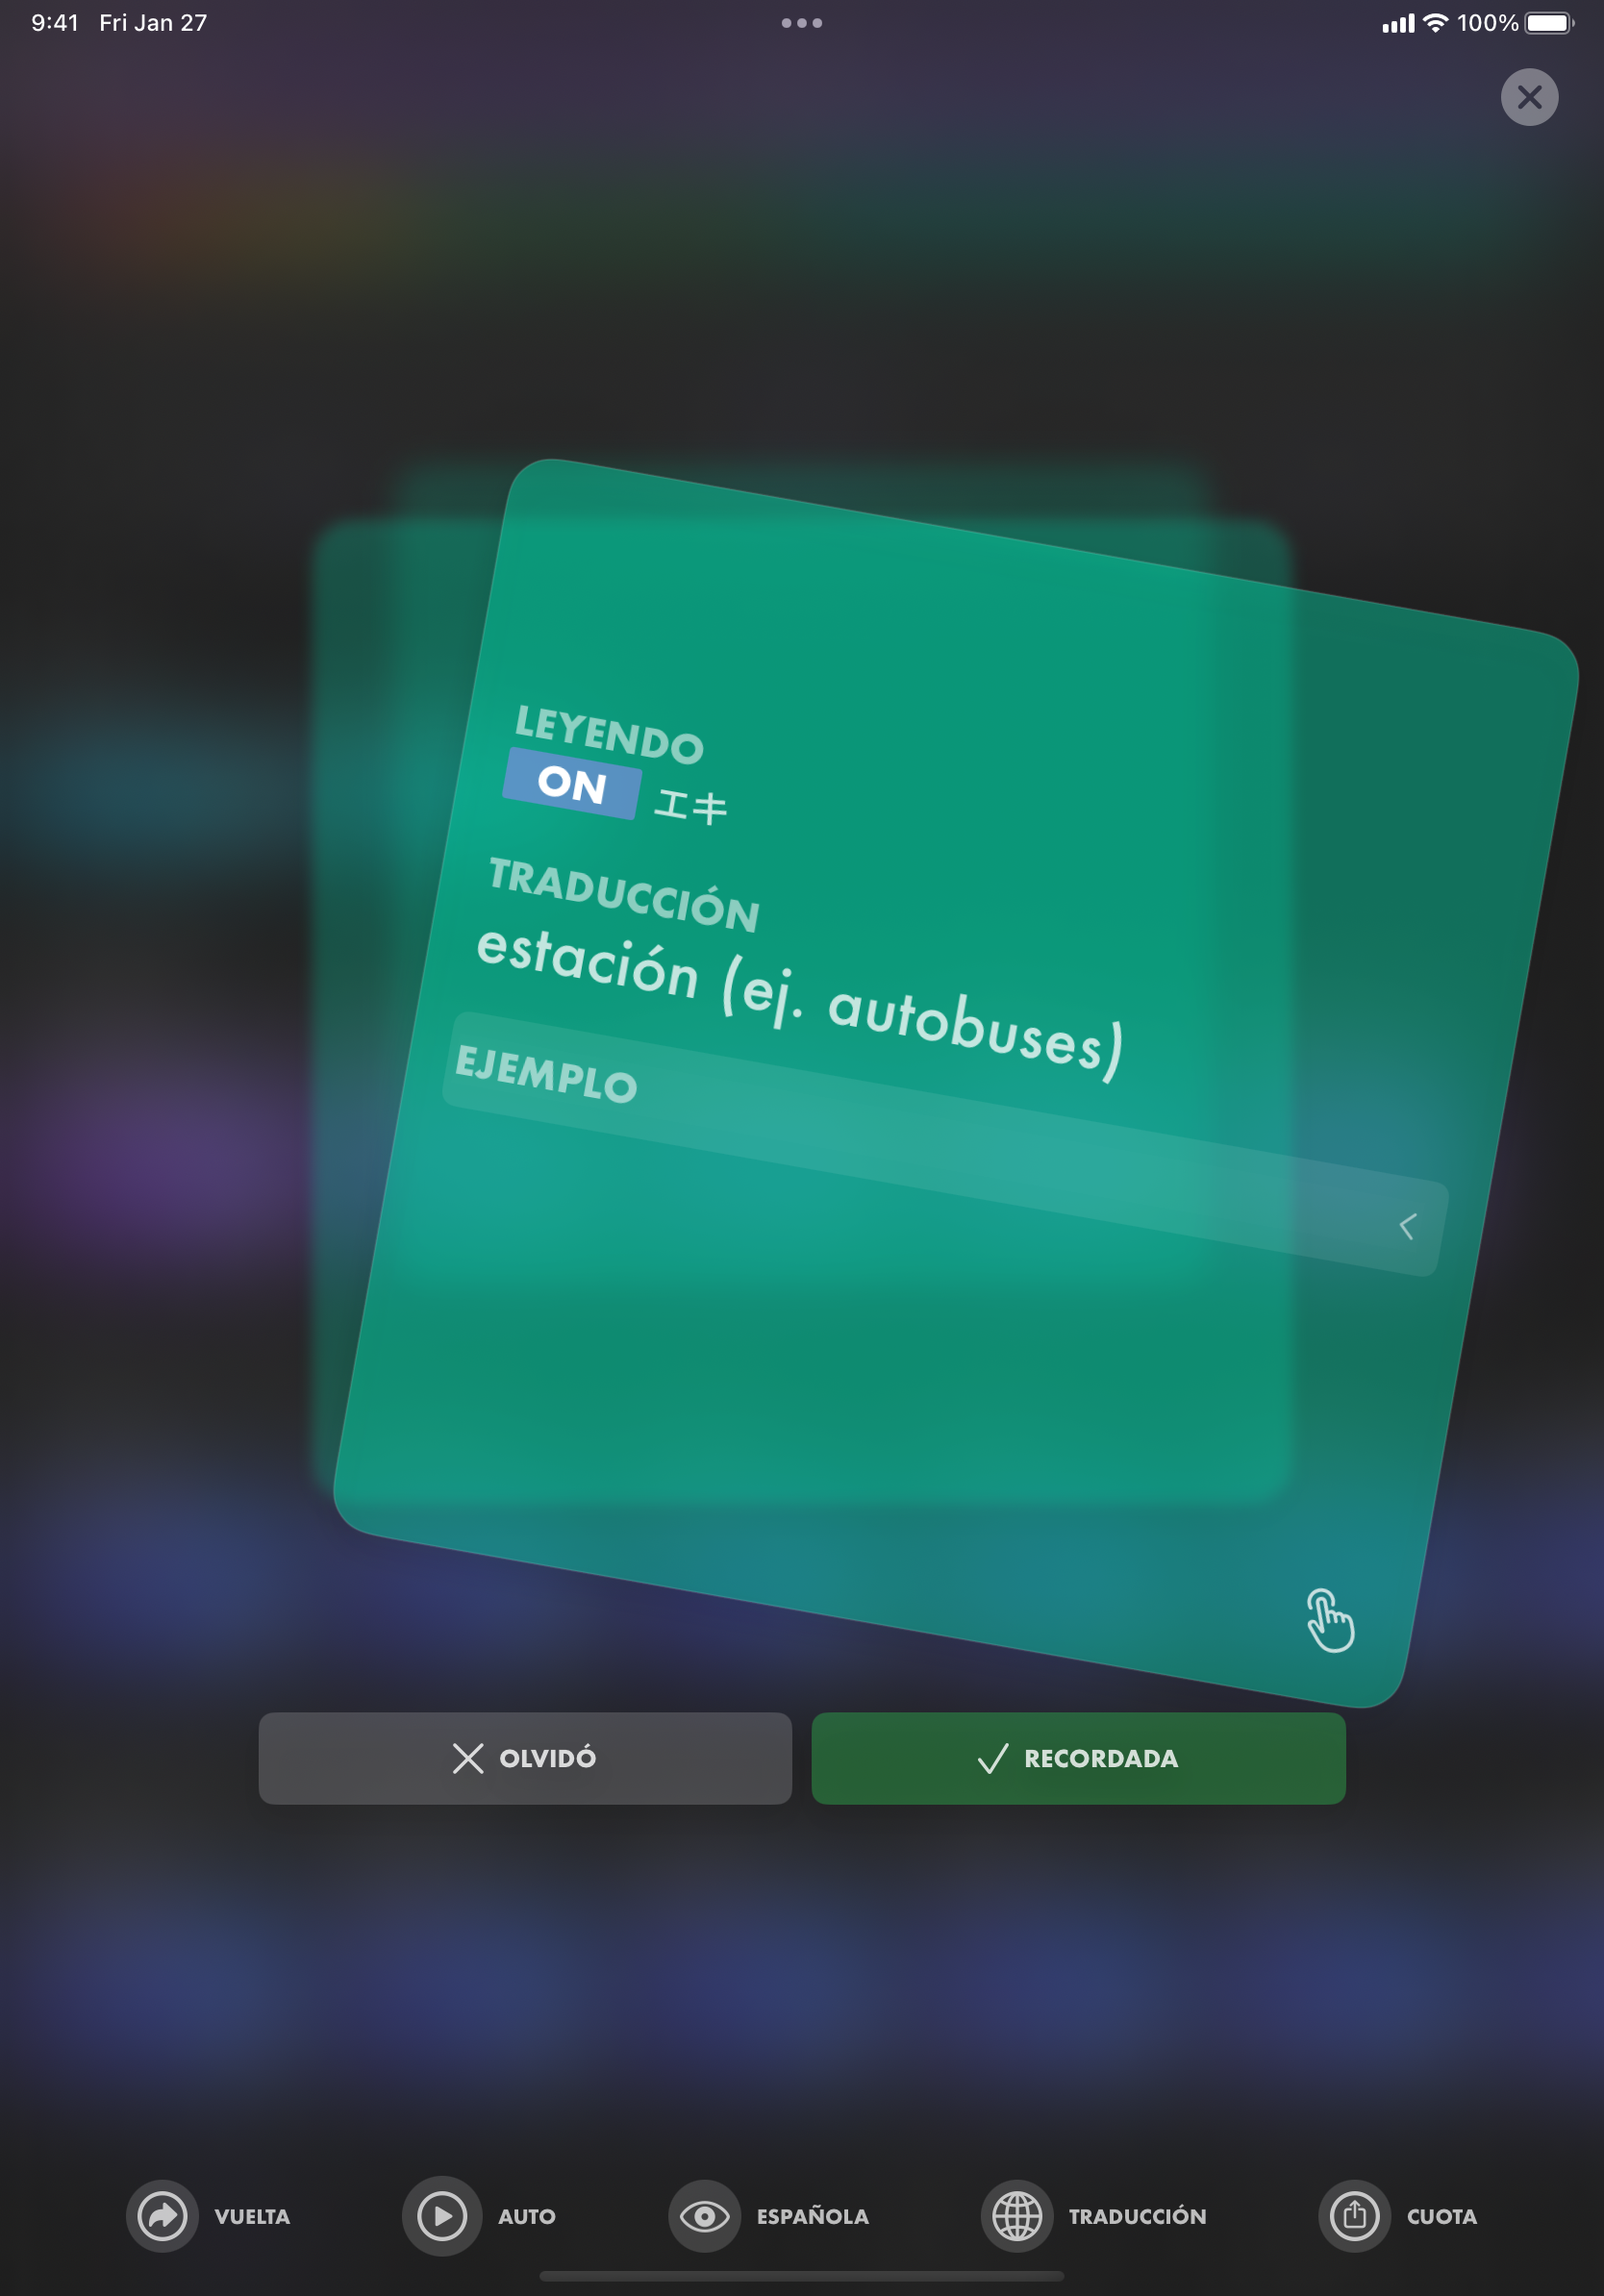 9:41 Fri Jan 27
100%
LEYENDO
ON エキ
TRADUCCIÓN
estación (ej. autobuses)
EJEMPLO
OLVIDÓ
RECORDADA
VUELTA
AUTO
ESPAÑOLA
TRADUCCIÓN
CUOTA